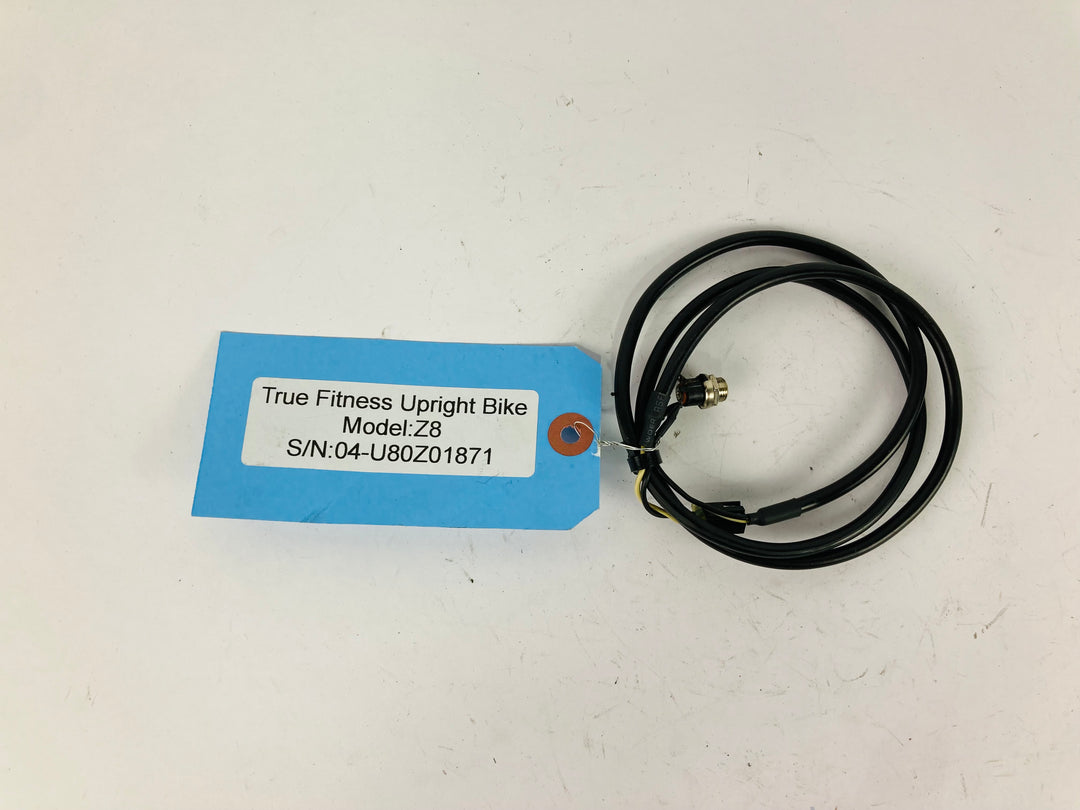 True Fitness Upright Bike
Model:Z8
S/N:04-U80Z01871